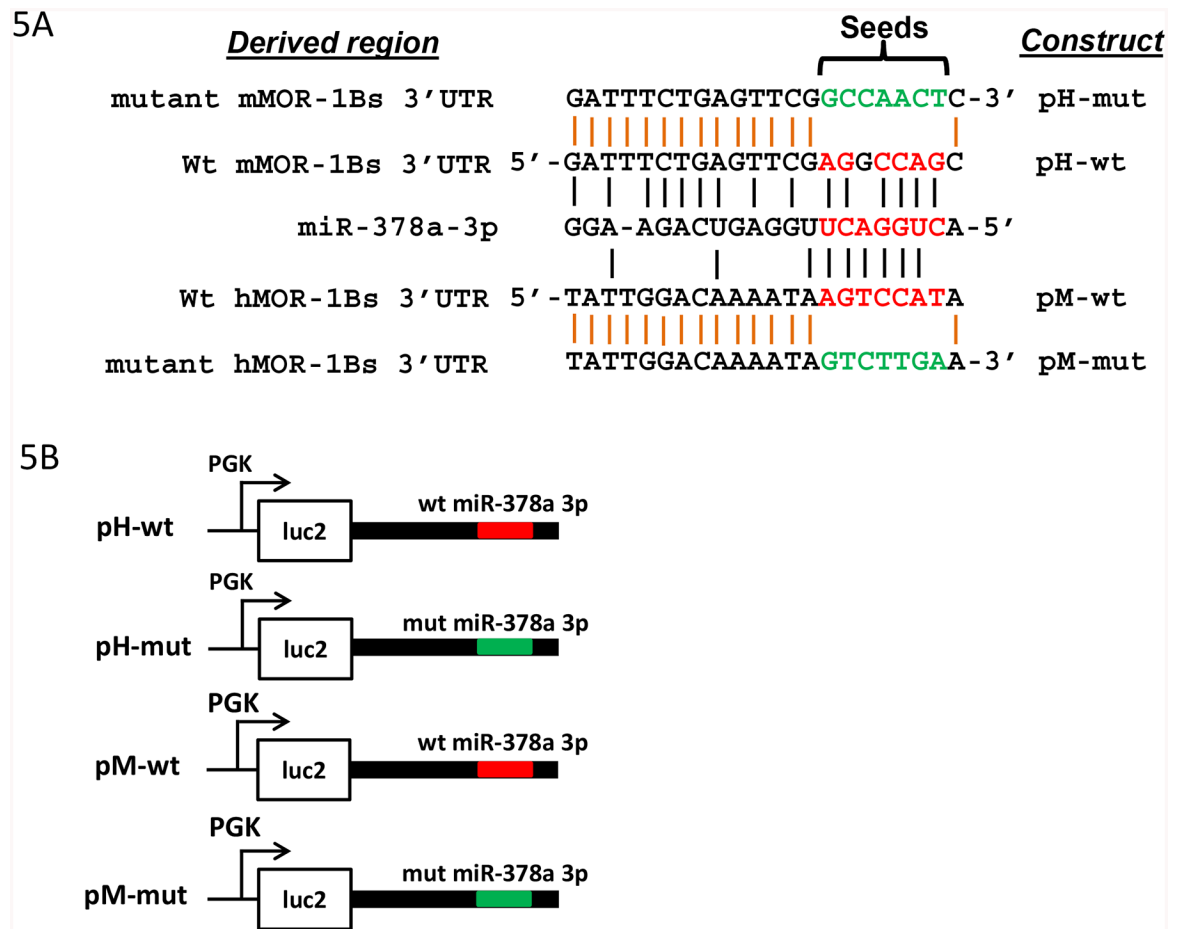 5A
Derived region Seeds Construct
mutant mMOR-1Bs 3′UTR GATTTCTGAGTTCGGCCAACTC-3′ pH-mut
Wt mMOR-1Bs 3′UTR 5′-GATTTCTGAGTTCGAGGCCAGC pH-wt
miR-378a-3p GGA-AGACUGAGGUUCAGGUCA-5′
Wt hMOR-1Bs 3′UTR 5′-TATTGGACAAAATAAGTCCATA pM-wt
mutant hMOR-1Bs 3′UTR TATTGGACAAAATAGTCTTGAA-3′ pM-mut
5B
PGK
wt miR-378a 3p
pH-wt luc2
PGK
mut miR-378a 3p
pH-mut luc2
PGK
wt miR-378a 3p
pM-wt luc2
PGK
mut miR-378a 3p
pM-mut luc2